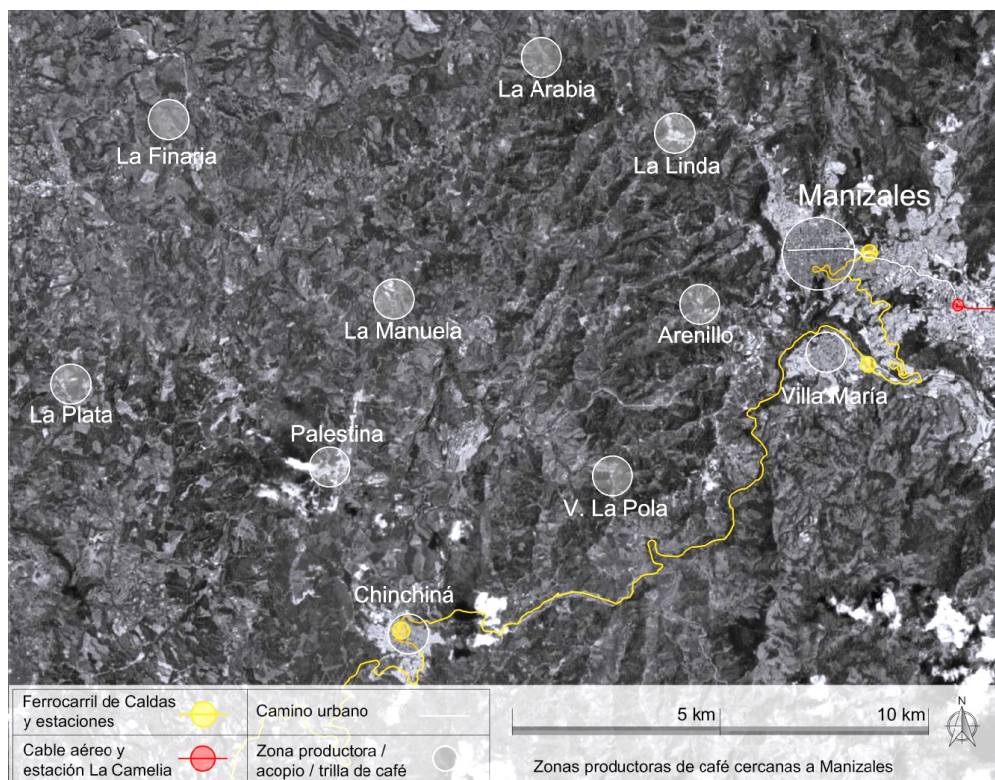 La Arabia
La Finaria
La Linda
Manizales
La Manuela
Arenillo
La Plata
Villa María
Palestina
V. La Pola
Chinchiná
Ferrocarril de Caldas
y estaciones
Camino urbano
Cable aéreo y
estación La Camelia
Zona productora /
acopio / trilla de café
5 km
10 km
N
Zonas productoras de café cercanas a Manizales